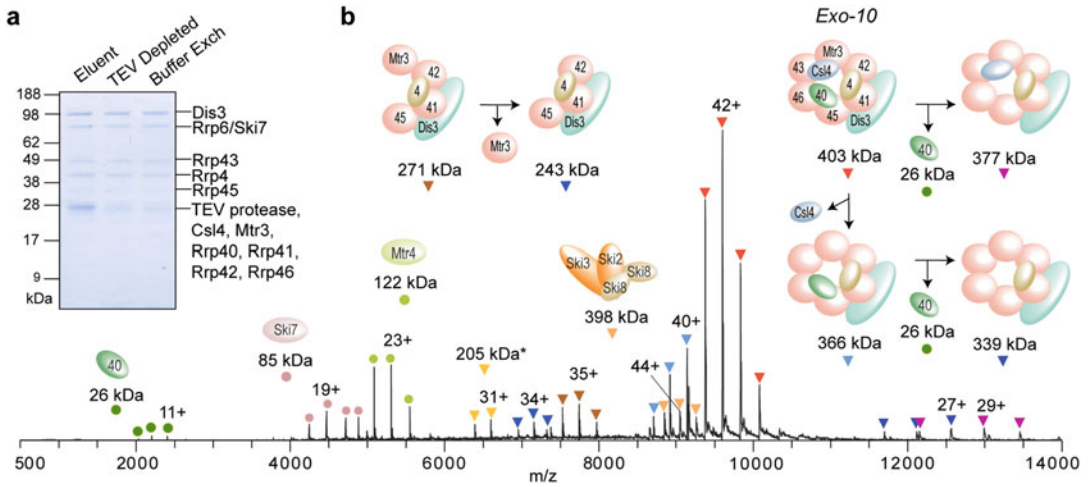 a
Eluent
TEV Depleted
Buffer Exch
188
98
62
49
38
28
17
9
kDa
Dis3
Rrp6/Ski7
Rrp43
Rrp4
Rrp45
TEV protease,
Csl4, Mtr3,
Rrp40, Rrp41,
Rrp42, Rrp46
b
Mtr3
42
4
41
45
Dis3
271 kDa
Mtr3
42
4
41
45
Dis3
243 kDa
Exo-10
Mtr3
43
Csl4
42
4
46
40
41
45
Dis3
403 kDa
40
26 kDa
377 kDa
Csl4
366 kDa
40
26 kDa
339 kDa
Mtr4
122 kDa
Ski3
Ski2
Ski8
Ski8
398 kDa
Ski7
85 kDa
40
26 kDa
205 kDa*
11+
19+
23+
31+
34+
35+
44+
40+
42+
27+
29+
500
2000
4000
6000
8000
10000
12000
14000
m/z